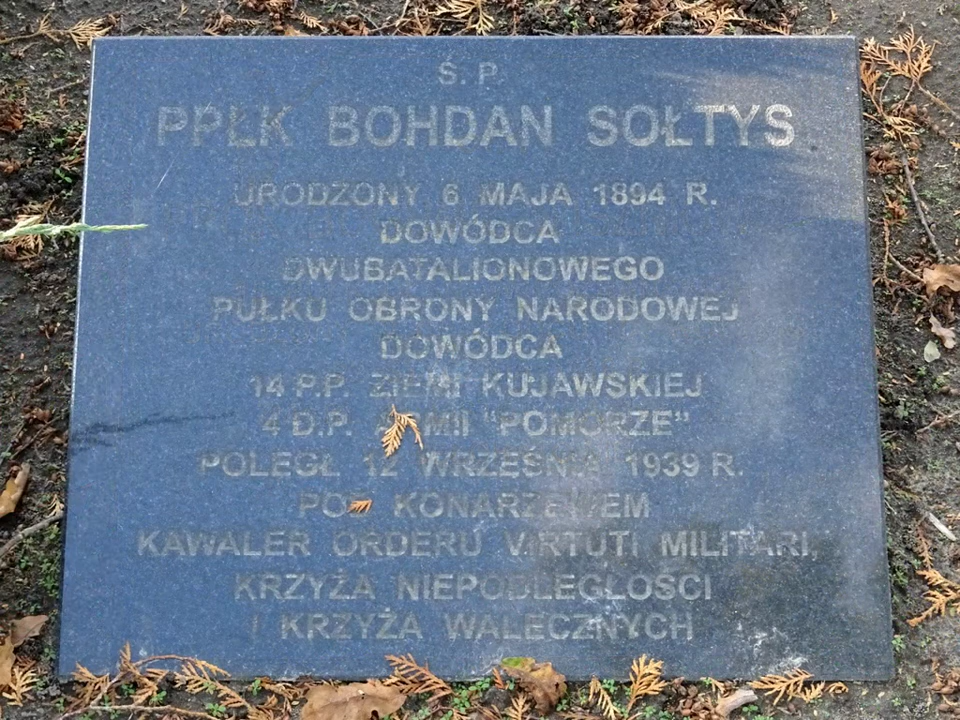 Ś. P.
PPŁK BOHDAN SOŁTYS
URODZONY 6 MAJA 1894 R.
DOWÓDCA
DWUBATALIONOWEGO
PUŁKU OBRONY NARODOWEJ
DOWÓDCA
14 P.P. ZIEMI KUJAWSKIEJ
4 D.P. ARMII "POMORZE"
POLEGŁ 12 WRZEŚNIA 1939 R.
POD KONARZEWEM
KAWALER ORDERU VIRTUTI MILITARI,
KRZYŻA NIEPODLEGŁOŚCI
I KRZYŻA WALECZNYCH